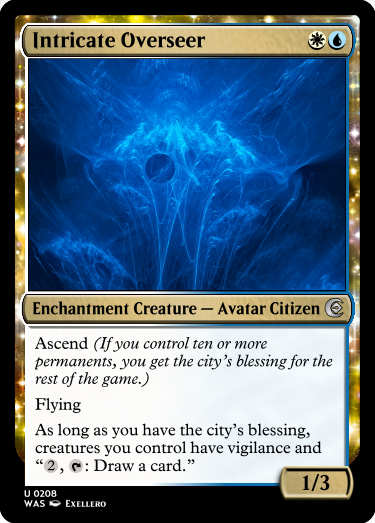 Intricate Overseer
Enchantment Creature — Avatar Citizen
Ascend (If you control ten or more
permanents, you get the city's blessing for the
rest of the game.)
Flying
As long as you have the city's blessing,
creatures you control have vigilance and
“2, : Draw a card.”
1/3
U 0208
WAS Exellero